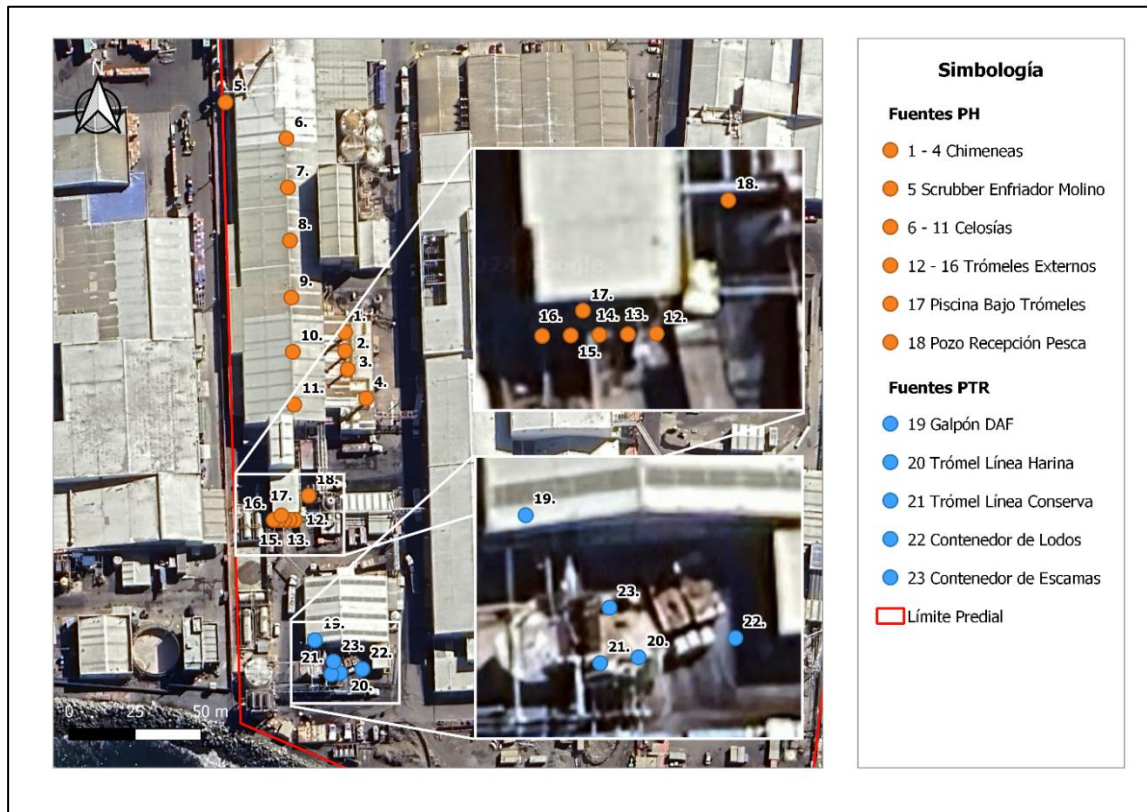 N
5.
6.
7.
8.
9.
1.
10.
2.
3.
11.
4.
18.
17.
16.
12.
15.
13.
19.
23.
21.
22.
20.
0 25 50 m
18.
17.
16.
14.
13.
12.
15.
19.
23.
22.
21.
20.
Simbología
Fuentes PH
1 - 4 Chimeneas
5 Scrubber Enfriador Molino
6 - 11 Celosías
12 - 16 Trómeles Externos
17 Piscina Bajo Trómeles
18 Pozo Recepción Pesca
Fuentes PTR
19 Galpón DAF
20 Trómel Línea Harina
21 Trómel Línea Conserva
22 Contenedor de Lodos
23 Contenedor de Escamas
Límite Predial